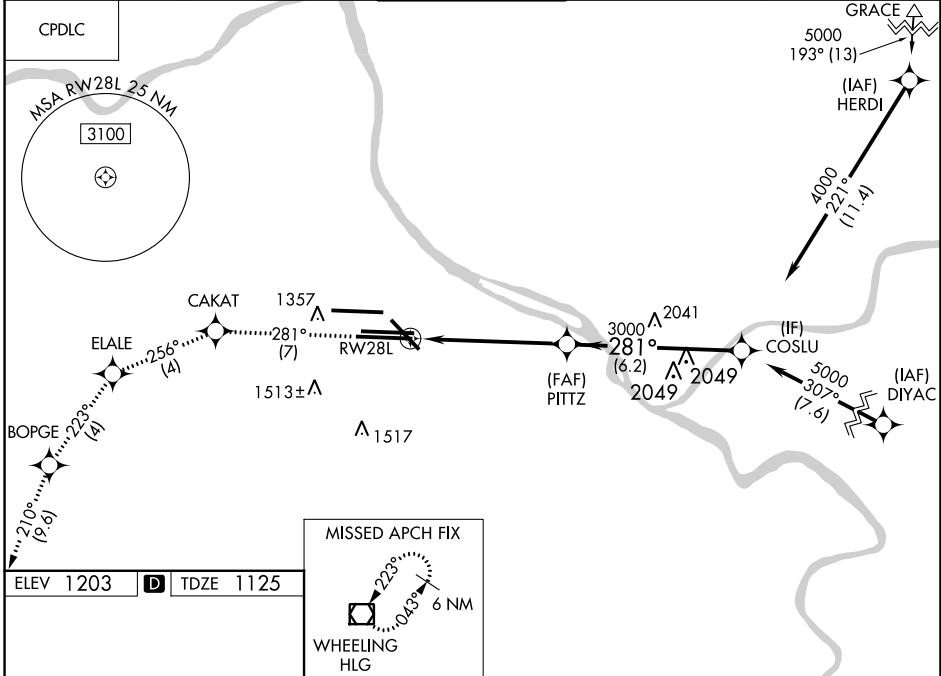 CPDLC
GRACE
5000
193° (13)
(IAF)
HERDI
MSA RW28L 25 NM
3100
4000
221°
(11.4)
CAKAT
1357
281°
(7)
RW28L
3000
281°
(6.2)
2041
2049
2049
(IF)
COSLU
(FAF)
PITTZ
5000
307°
(7.6)
(IAF)
DIYAC
ELALE
256°
(4)
1513±
1517
BOPGE
223°
(4)
210°
(9.6)
ELEV 1203 D TDZE 1125
MISSED APCH FIX
223°
043°
6 NM
WHEELING
HLG